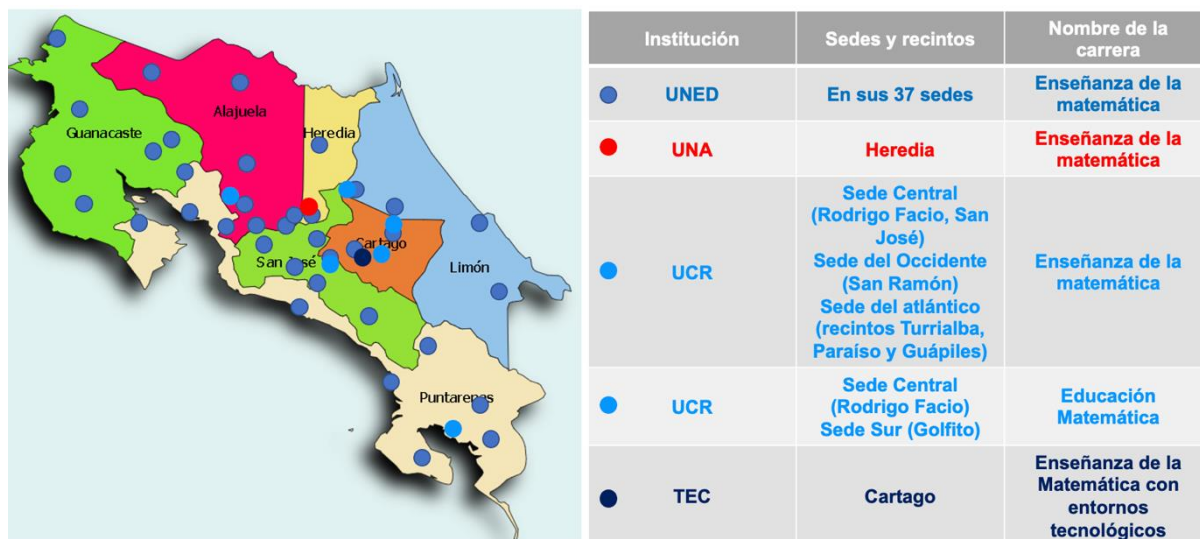 Alajuela
Guanacaste
Heredia
San José
Cartago
Limón
Puntarenas
Institución
Sedes y recintos
Nombre de la
carrera
UNED
En sus 37 sedes
Enseñanza de la
matemática
UNA
Heredia
Enseñanza de la
matemática
UCR
Sede Central
(Rodrigo Facio, San
José)
Sede del Occidente
(San Ramón)
Sede del atlántico
(recintos Turrialba,
Paraíso y Guápiles)
Enseñanza de la
matemática
UCR
Sede Central
(Rodrigo Facio)
Sede Sur (Golfito)
Educación
Matemática
TEC
Cartago
Enseñanza de la
Matemática con
entornos
tecnológicos